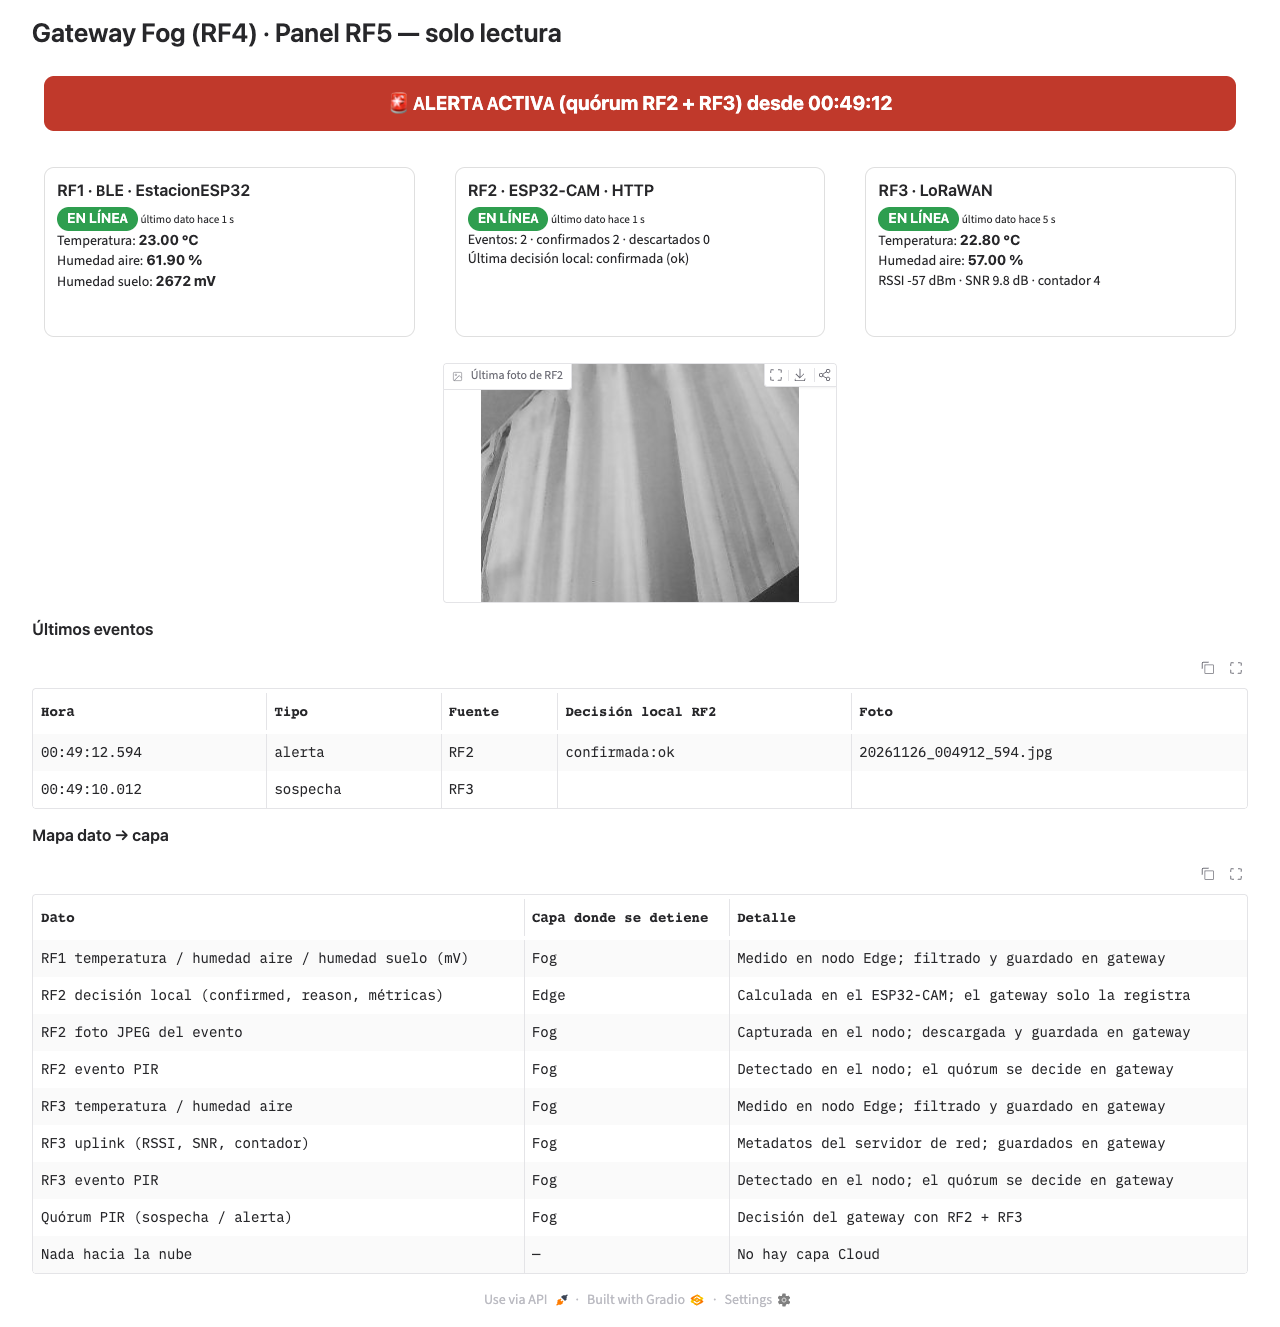 Gateway Fog (RF4) · Panel RF5 — solo lectura
🚨 ALERTA ACTIVA (quórum RF2 + RF3) desde 00:49:12
RF1 · BLE · EstacionESP32
EN LÍNEA último dato hace 1 s
Temperatura: 23.00 °C
Humedad aire: 61.90 %
Humedad suelo: 2672 mV
RF2 · ESP32-CAM · HTTP
EN LÍNEA último dato hace 1 s
Eventos: 2 · confirmados 2 · descartados 0
Última decisión local: confirmada (ok)
RF3 · LoRaWAN
EN LÍNEA último dato hace 5 s
Temperatura: 22.80 °C
Humedad aire: 57.00 %
RSSI -57 dBm · SNR 9.8 dB · contador 4
Última foto de RF2
Últimos eventos
Hora Tipo Fuente Decisión local RF2 Foto
00:49:12.594 alerta RF2 confirmada:ok 20261126_004912_594.jpg
00:49:10.012 sospecha RF3
Mapa dato → capa
Dato Capa donde se detiene Detalle
RF1 temperatura / humedad aire / humedad suelo (mV) Fog Medido en nodo Edge; filtrado y guardado en gateway
RF2 decisión local (confirmed, reason, métricas) Edge Calculada en el ESP32-CAM; el gateway solo la registra
RF2 foto JPEG del evento Fog Capturada en el nodo; descargada y guardada en gateway
RF2 evento PIR Fog Detectado en el nodo; el quórum se decide en gateway
RF3 temperatura / humedad aire Fog Medido en nodo Edge; filtrado y guardado en gateway
RF3 uplink (RSSI, SNR, contador) Fog Metadatos del servidor de red; guardados en gateway
RF3 evento PIR Fog Detectado en el nodo; el quórum se decide en gateway
Quórum PIR (sospecha / alerta) Fog Decisión del gateway con RF2 + RF3
Nada hacia la nube — No hay capa Cloud
Use via API 🚀 · Built with Gradio · Settings